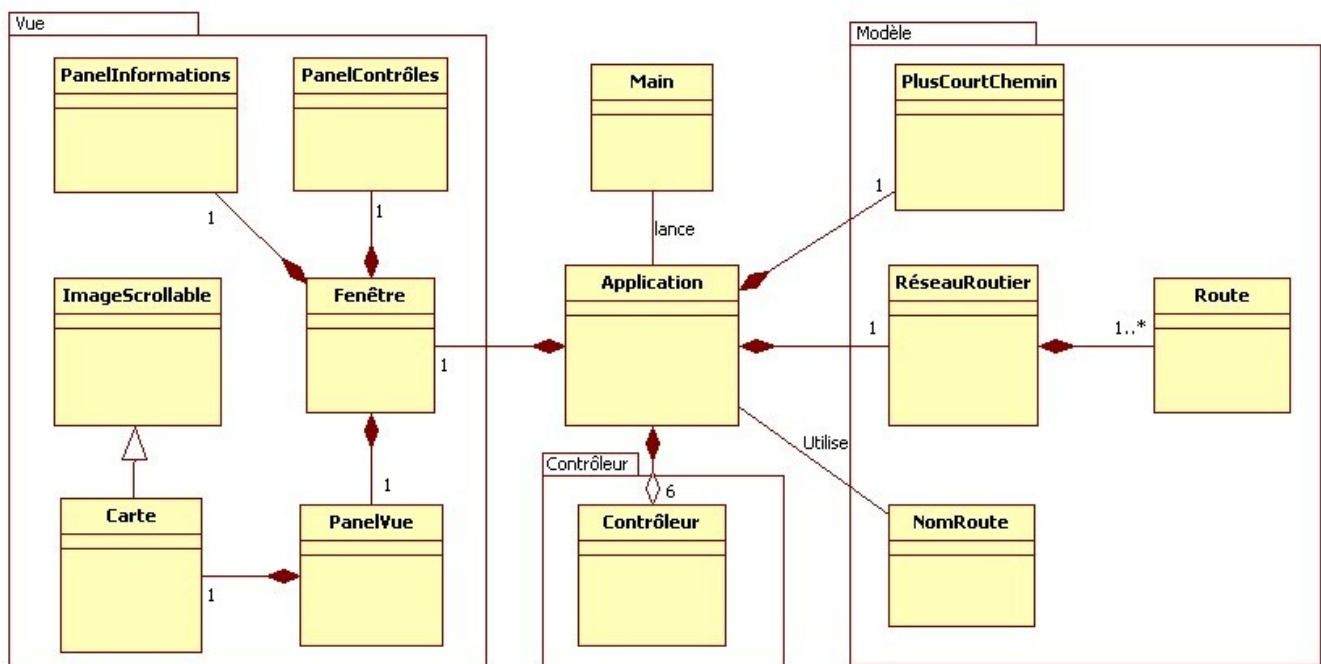 Vue
PanelInformations
PanelContrôles
1
1
ImageScrollable
Fenêtre
1
1
Carte
PanelVue
1
Main
lance
Application
Contrôleur
6
Contrôleur
Modèle
PlusCourtChemin
1
RéseauRoutier
1
1..*
Route
Utilise
NomRoute